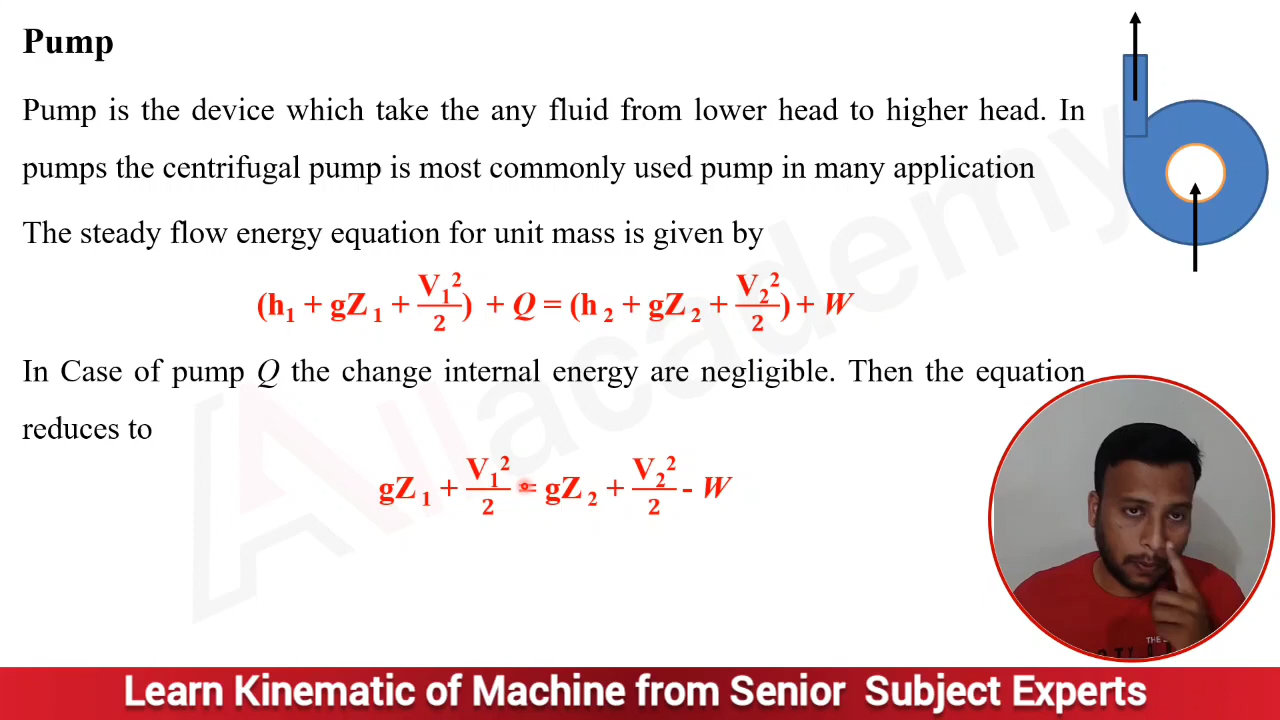 Pump
Pump is the device which take the any fluid from lower head to higher head. In
pumps the centrifugal pump is most commonly used pump in many application
The steady flow energy equation for unit mass is given by
(h₁ + gZ₁ + V₁²/2) + Q = (h₂ + gZ₂ + V₂²/2) + W
In Case of pump Q the change internal energy are negligible. Then the equation
reduces to
gZ₁ + V₁²/2 = gZ₂ + V₂²/2 - W
Allacademy
THE
Learn Kinematic of Machine from Senior Subject Experts